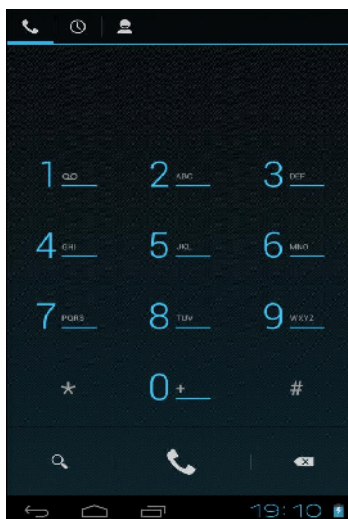 1 2 ABC 3 DEF
4 GHI 5 JKL 6 MNO
7 PQRS 8 TUV 9 WXYZ
* 0 + #
19:10